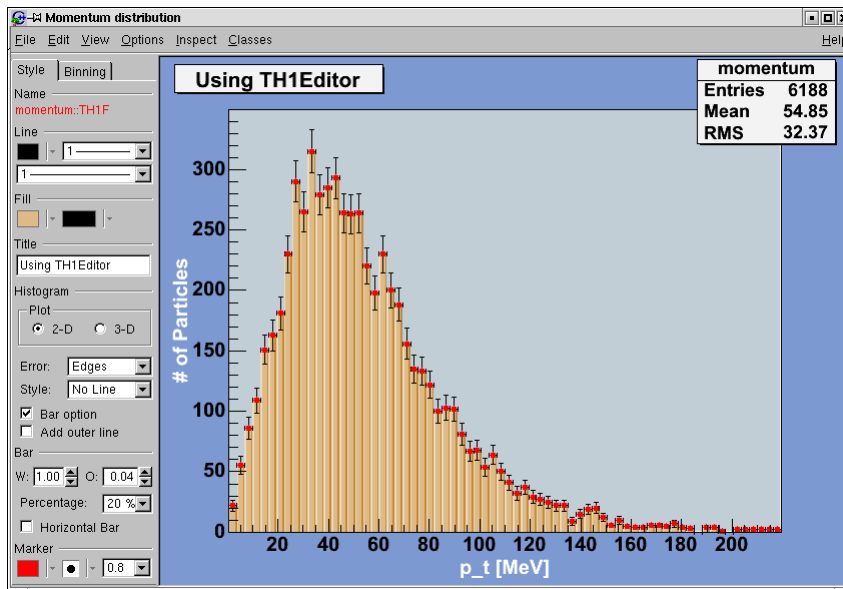 Momentum distribution
File Edit View Options Inspect Classes Help
Style Binning
Name
momentum::TH1F
Line
1
1
Fill
Title
Using TH1Editor
Histogram
Plot
2-D 3-D
Error: Edges
Style: No Line
Bar option
Add outer line
Bar
W: 1.00 O: 0.04
Percentage: 20 %
Horizontal Bar
Marker
0.8
Using TH1Editor
momentum
Entries 6188
Mean 54.85
RMS 32.37
# of Particles
300
250
200
150
100
50
0
20 40 60 80 100 120 140 160 180 200
p_t [MeV]